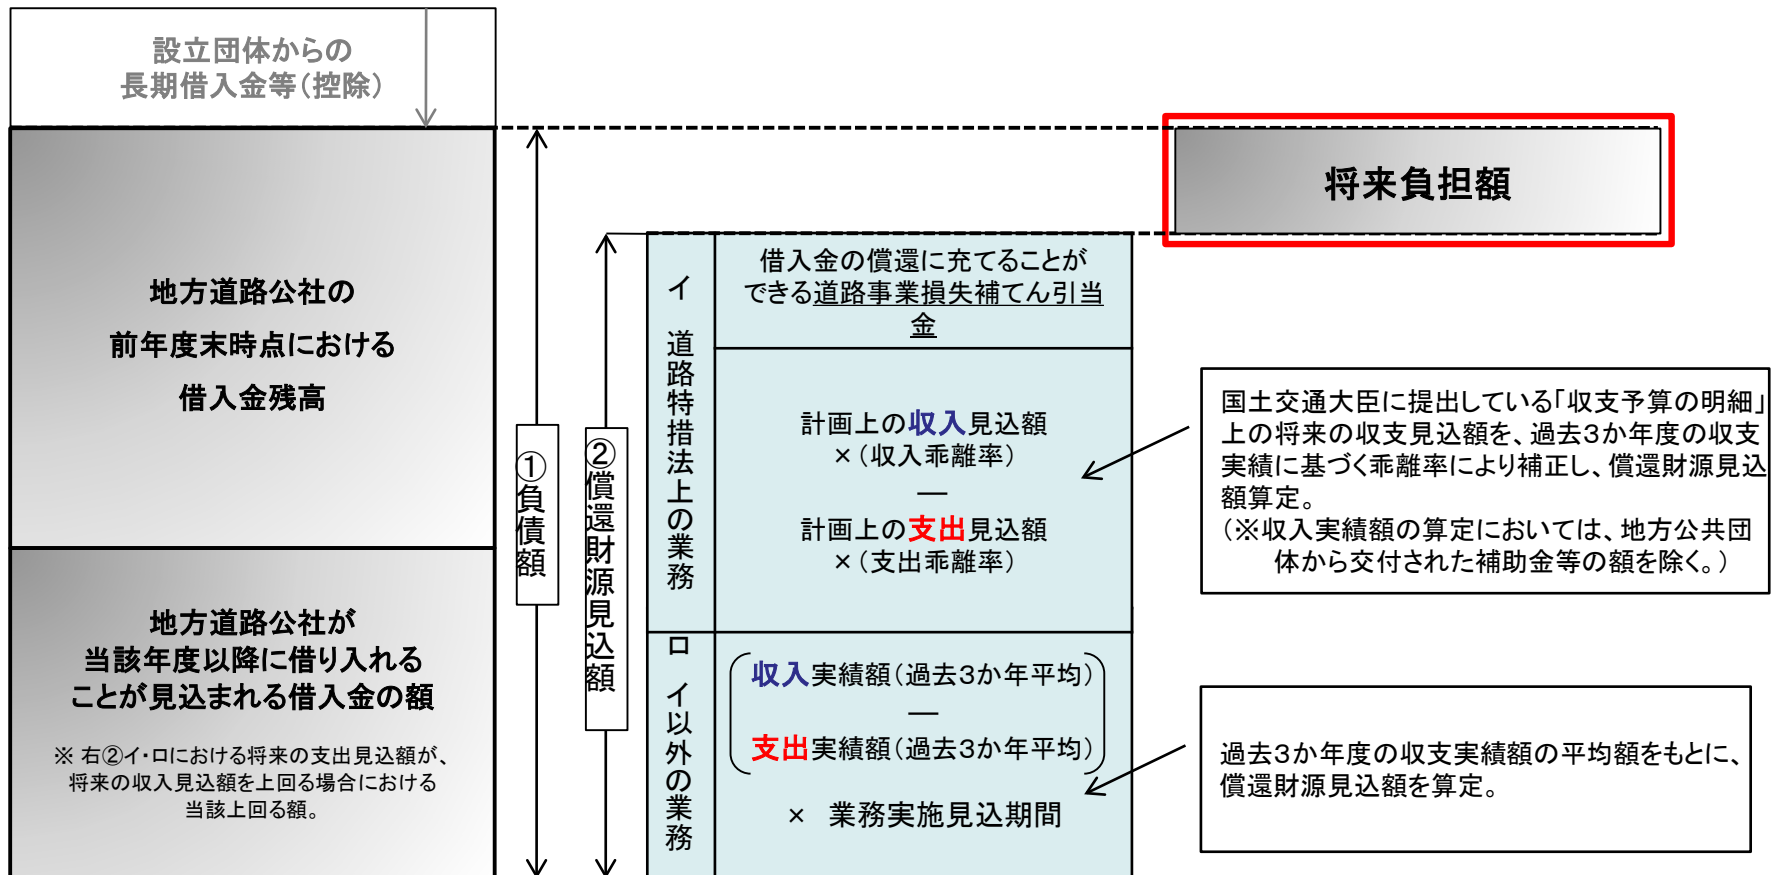 設立団体からの
長期借入金等（控除）
地方道路公社の
前年度末時点における
借入金残高
地方道路公社が
当該年度以降に借り入れる
ことが見込まれる借入金の額
※ 右②イ・ロにおける将来の支出見込額が、
将来の収入見込額を上回る場合における
当該上回る額。
①負債額
②償還財源見込額
イ 道路特措法上の業務
借入金の償還に充てることが
できる道路事業損失補てん引当
金
計画上の収入見込額
×（収入乖離率）
―
計画上の支出見込額
×（支出乖離率）
ロ イ以外の業務
収入実績額（過去３か年平均）
―
支出実績額（過去３か年平均）
× 業務実施見込期間
将来負担額
国土交通大臣に提出している「収支予算の明細」
上の将来の収支見込額を、過去３か年度の収支
実績に基づく乖離率により補正し、償還財源見込
額算定。
（※収入実績額の算定においては、地方公共団
体から交付された補助金等の額を除く。）
過去３か年度の収支実績額の平均額をもとに、
償還財源見込額を算定。